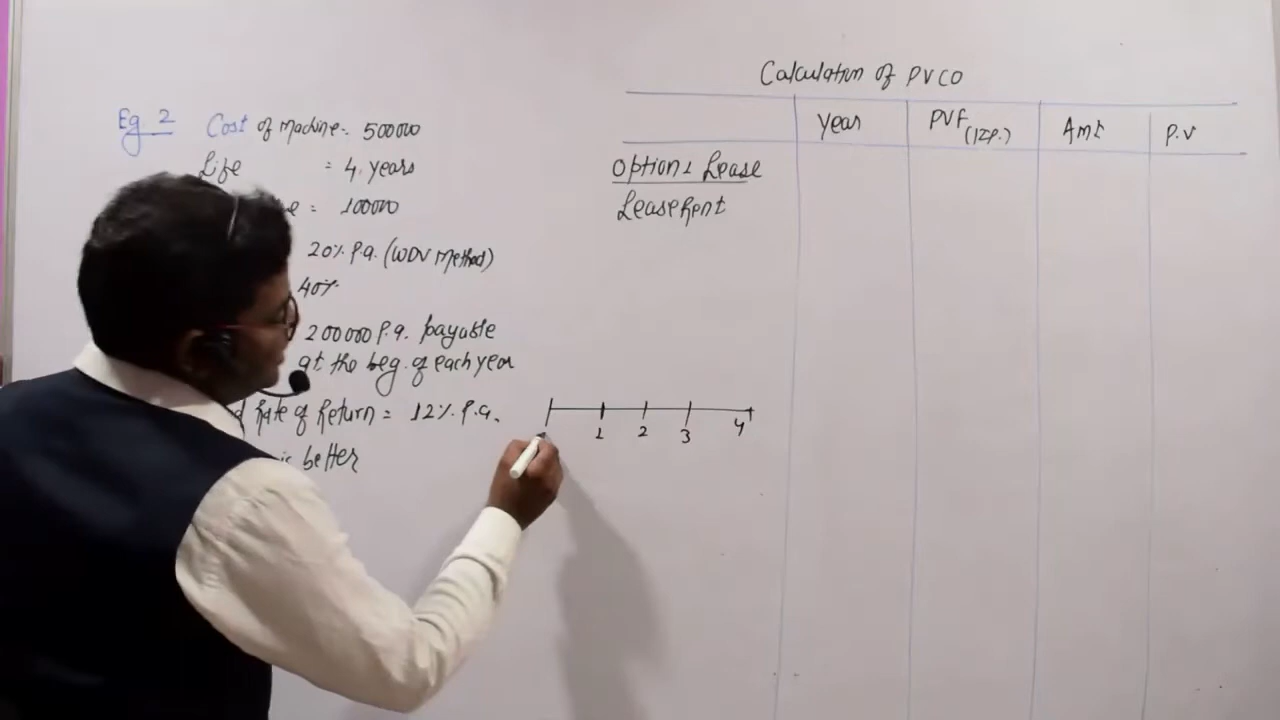 Eg. 2 Cost of Machine = 500000
Life = 4 years
= 100000
20% P.a. (WDV Method)
40%
200000 P.a. payable
at the beg. of each year
Rate of Return = 12% P.a.
is better
1 2 3 4
Calculation of PVCO
Year PVF (12%) Amt P.V
Option 1 Lease
Lease Rent